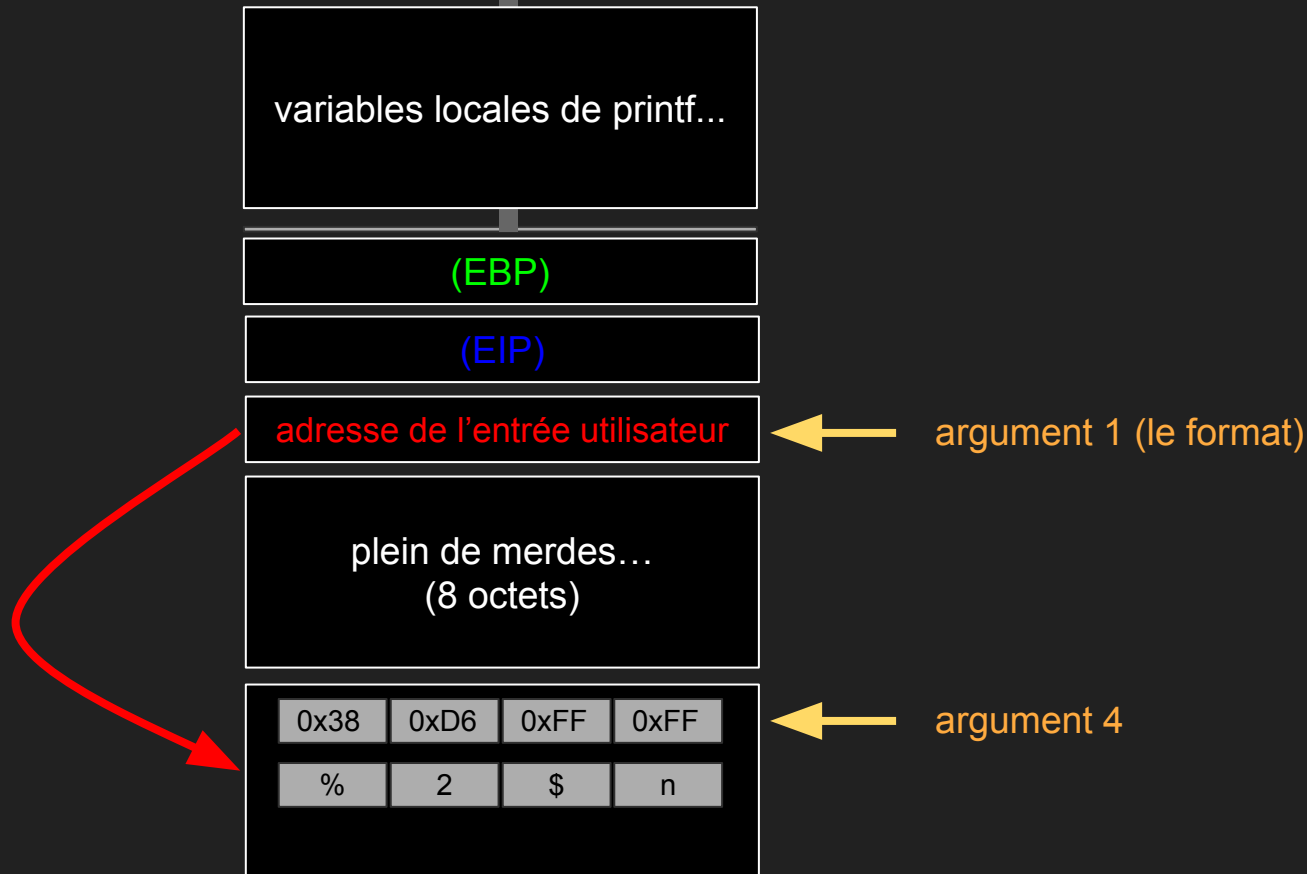 variables locales de printf...
(EBP)
(EIP)
adresse de l’entrée utilisateur
argument 1 (le format)
plein de merdes…
(8 octets)
0x38 0xD6 0xFF 0xFF
argument 4
% 2 $ n